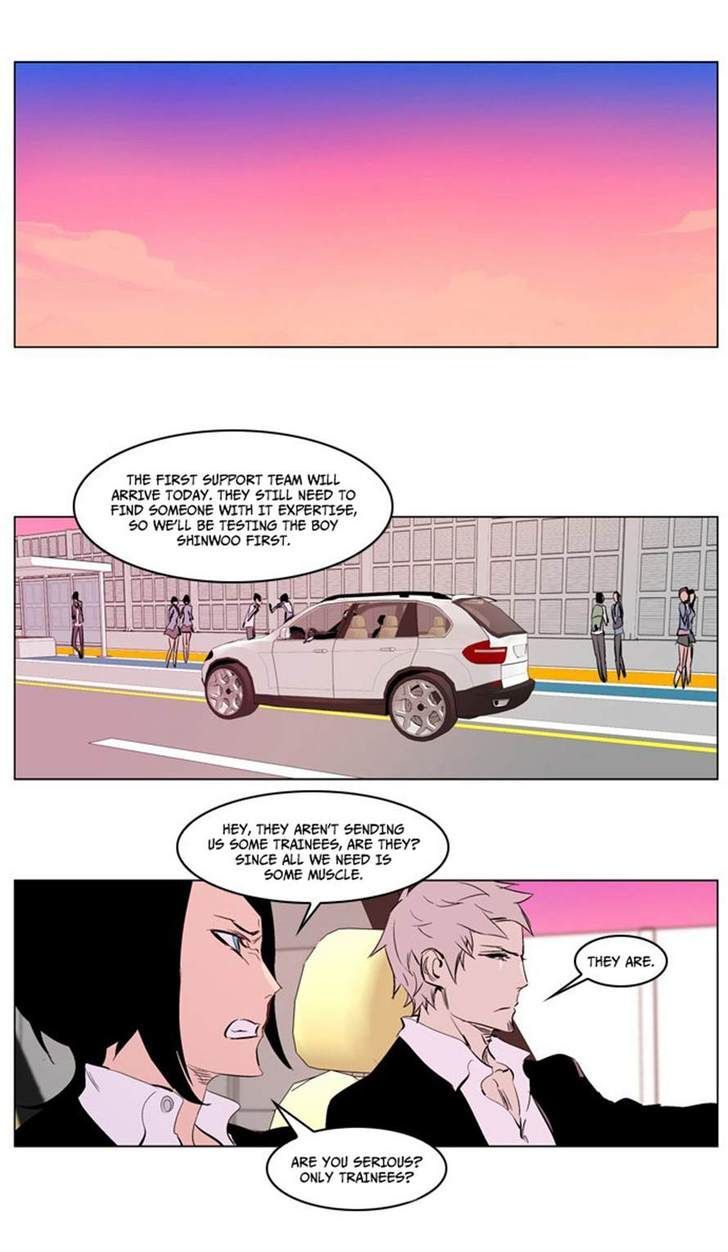 THE FIRST SUPPORT TEAM WILL
ARRIVE TODAY. THEY STILL NEED TO
FIND SOMEONE WITH IT EXPERTISE,
SO WE'LL BE TESTING THE BOY
SHINWOO FIRST.
HEY, THEY AREN'T SENDING
US SOME TRAINEES, ARE THEY?
SINCE ALL WE NEED IS
SOME MUSCLE.
THEY ARE.
ARE YOU SERIOUS?
ONLY TRAINEES?